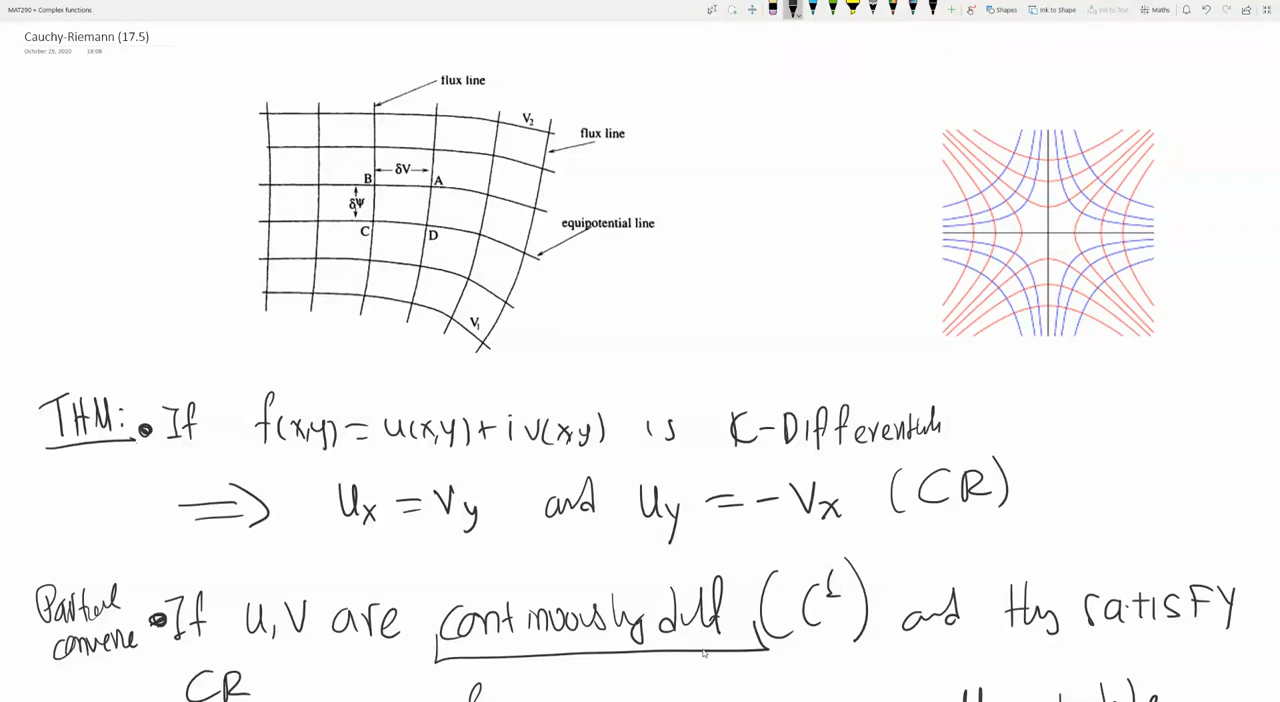 MAT290 » Complex functions
Shapes
Ink to Shape
Ink to Text
Maths
Cauchy-Riemann (17.5)
October 25, 2020 18:08
flux line
V₂
flux line
B δV A
δΨ
equipotential line
C D
V₁
THM: • If f(x,y) = u(x,y) + i v(x,y) is ℂ-Differentiable
⟹ uₓ = v_y and u_y = -vₓ (CR)
Partial converse • If u, v are continuously diff (C¹) and they satisfy
CR